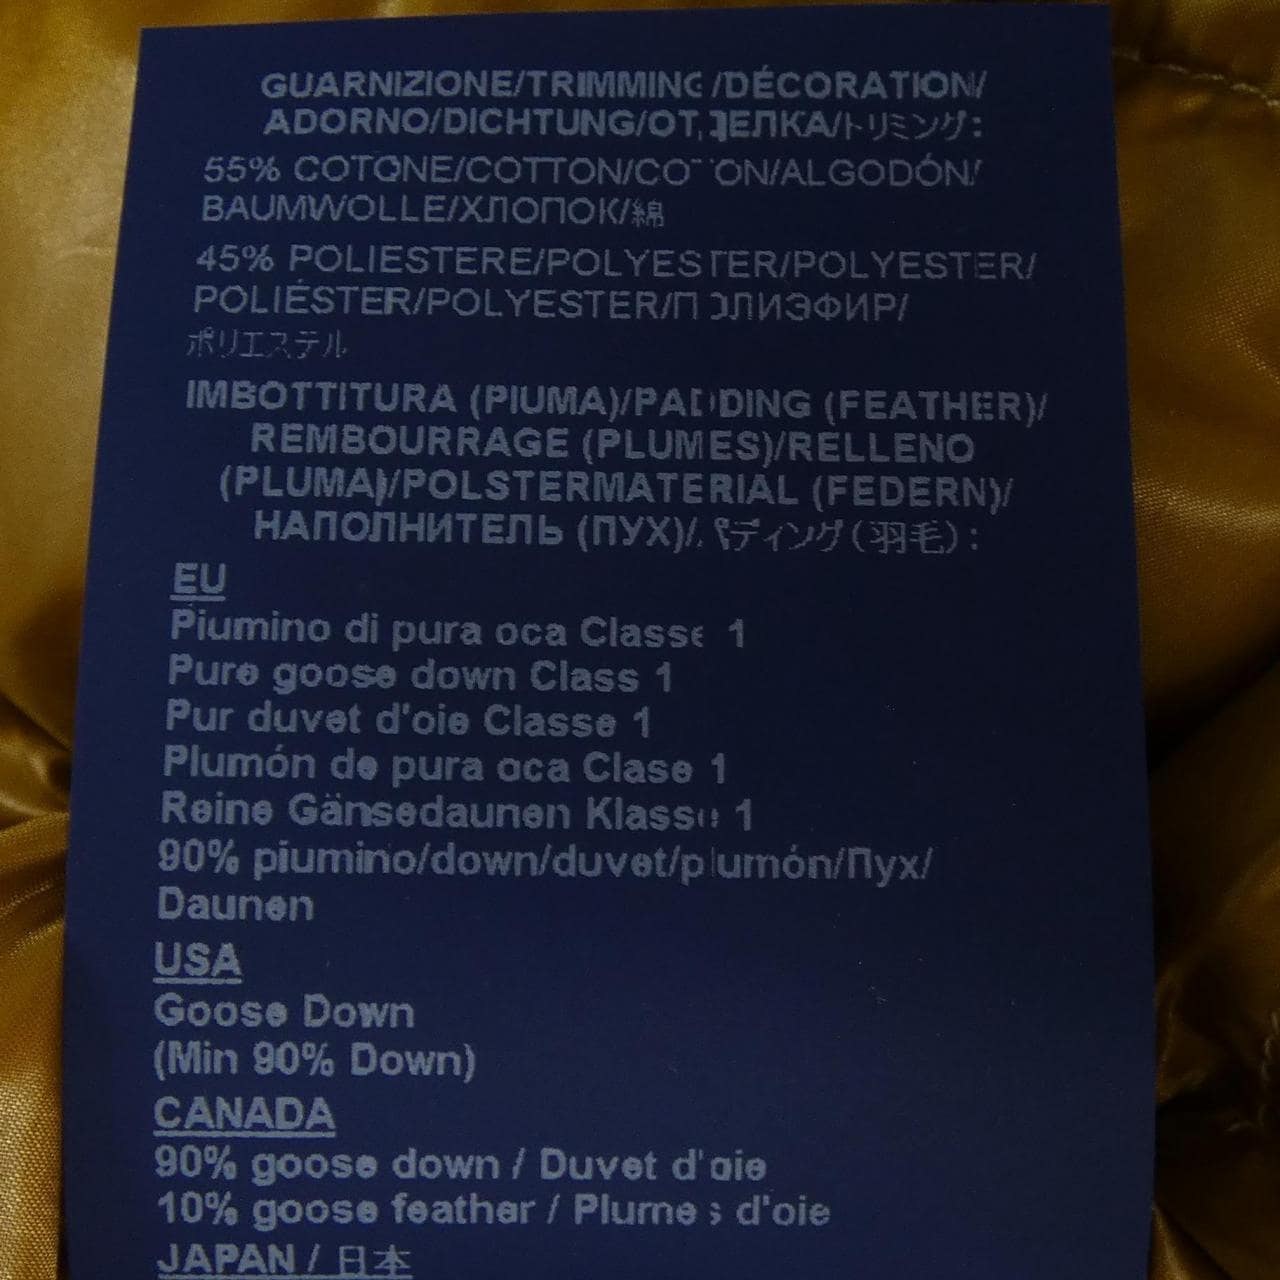 GUARNIZIONE/TRIMMING/DÉCORATION/
ADORNO/DICHTUNG/ОТДЕЛКА/トリミング:
55% COTONE/COTTON/COTON/ALGODÓN/
BAUMWOLLE/ХЛОПОК/綿
45% POLIESTERE/POLYESTER/POLYESTER/
POLIÉSTER/POLYESTER/ПОЛИЭФИР/
ポリエステル
IMBOTTITURA (PIUMA)/PADDING (FEATHER)/
REMBOURRAGE (PLUMES)/RELLENO
(PLUMA)/POLSTERMATERIAL (FEDERN)/
НАПОЛНИТЕЛЬ (ПУХ)/パディング(羽毛):
EU
Piumino di pura oca Classe 1
Pure goose down Class 1
Pur duvet d'oie Classe 1
Plumón de pura oca Clase 1
Reine Gänsedaunen Klasse 1
90% piumino/down/duvet/plumón/Пух/
Daunen
USA
Goose Down
(Min 90% Down)
CANADA
90% goose down / Duvet d'oie
10% goose feather / Plumes d'oie
JAPAN / 日本